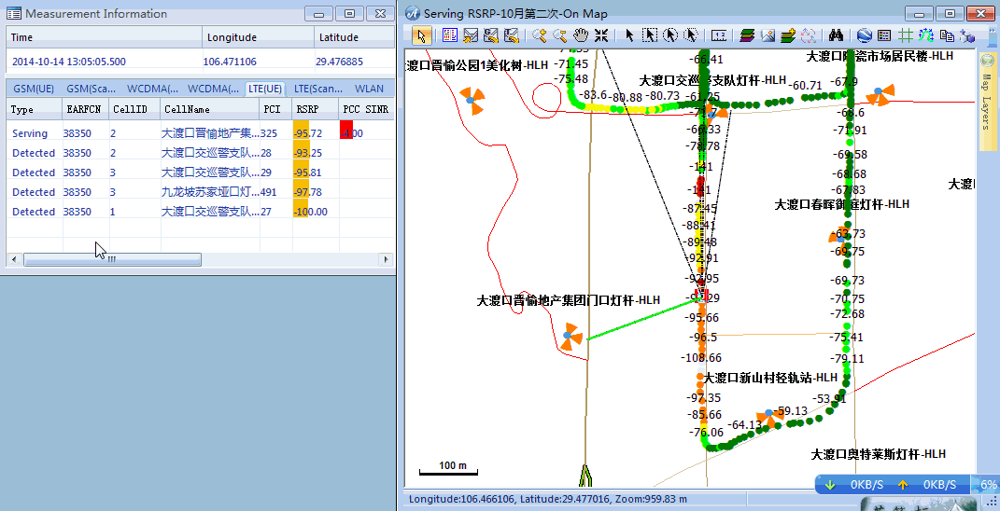 Measurement Information
Time Longitude Latitude
2014-10-14 13:05:05.500 106.471106 29.476885
GSM(UE) GSM(Sca... WCDMA(... WCDMA(... LTE(UE) LTE(Scan... WLAN
Type EARFCN CellID CellName PCI RSRP PCC SINR
Serving 38350 2 大渡口晋愉地产集...325 -95.72 -4.00
Detected 38350 2 大渡口交巡警支队...28 -93.25
Detected 38350 3 大渡口交巡警支队...29 -95.81
Detected 38350 3 九龙坡苏家垭口灯...491 -97.78
Detected 38350 1 大渡口交巡警支队...27 -100.00
Serving RSRP-10月第二次-On Map
Map Layers
-66.41
大渡口陶瓷市场居民楼-HLH
渡口晋愉公园1美化树-HLH
-71.45
-75.48
大渡口交巡警支队灯杆-HLH
-67.9
-83.6
-80.88
-80.73
-61.25
-60.71
-68.6
-66.33
-71.91
-78.78
-69.58
-141
-68.68
大渡
-141
-67.83
-87.45
大渡口春晖御庭灯杆-HLH
-88.41
-63.73
-89.48
-69.75
-92.91
-92.95
-69.73
大渡口晋愉地产集团门口灯杆-HLH
-70.75
-95.66
-72.68
-96.5
-75.41
-108.66
-79.11
大渡口新山村轻轨站-HLH
-97.35
-53.91
-85.66
-59.13
-76.06
-64.13
大渡口奥特莱斯灯杆-HLH
100 m
0KB/S 0KB/S 6%
Longitude:106.466106, Latitude:29.477016, Zoom:959.83 m